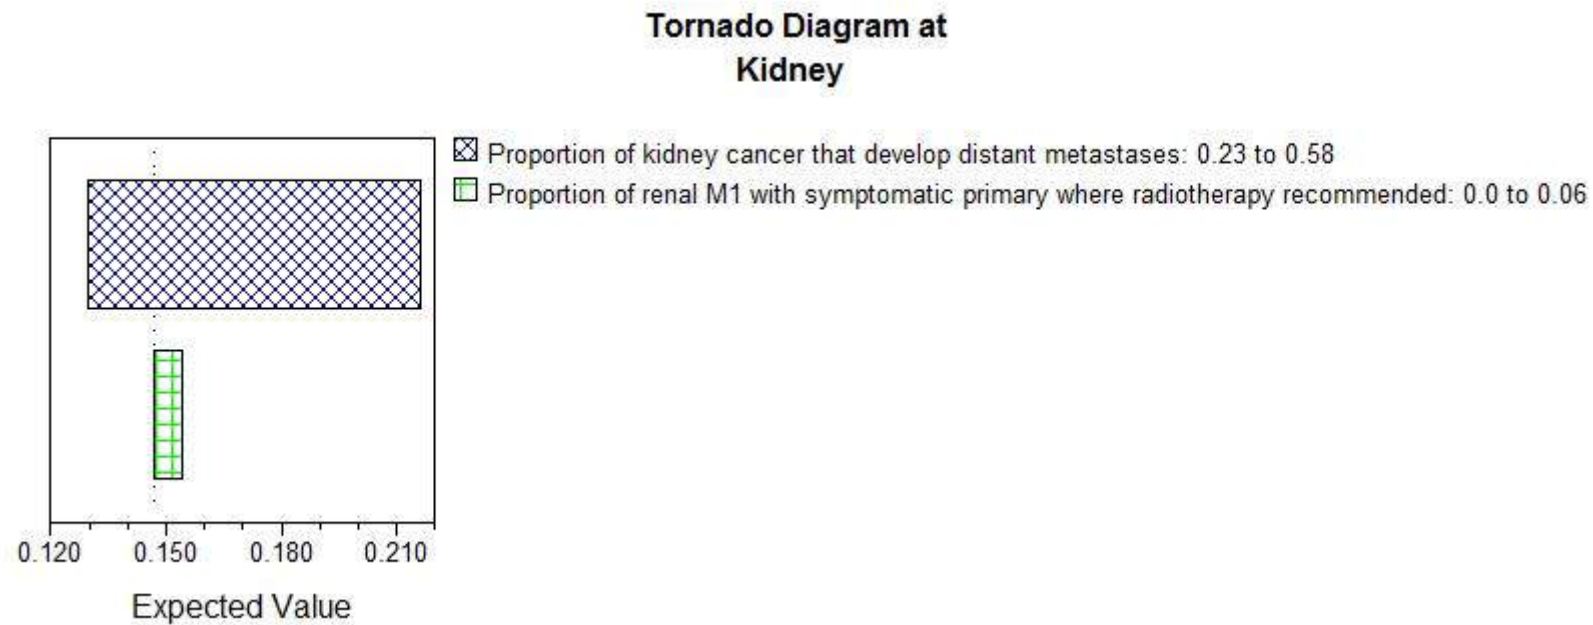 Tornado Diagram at
Kidney
Proportion of kidney cancer that develop distant metastases: 0.23 to 0.58
Proportion of renal M1 with symptomatic primary where radiotherapy recommended: 0.0 to 0.06
0.120 0.150 0.180 0.210
Expected Value